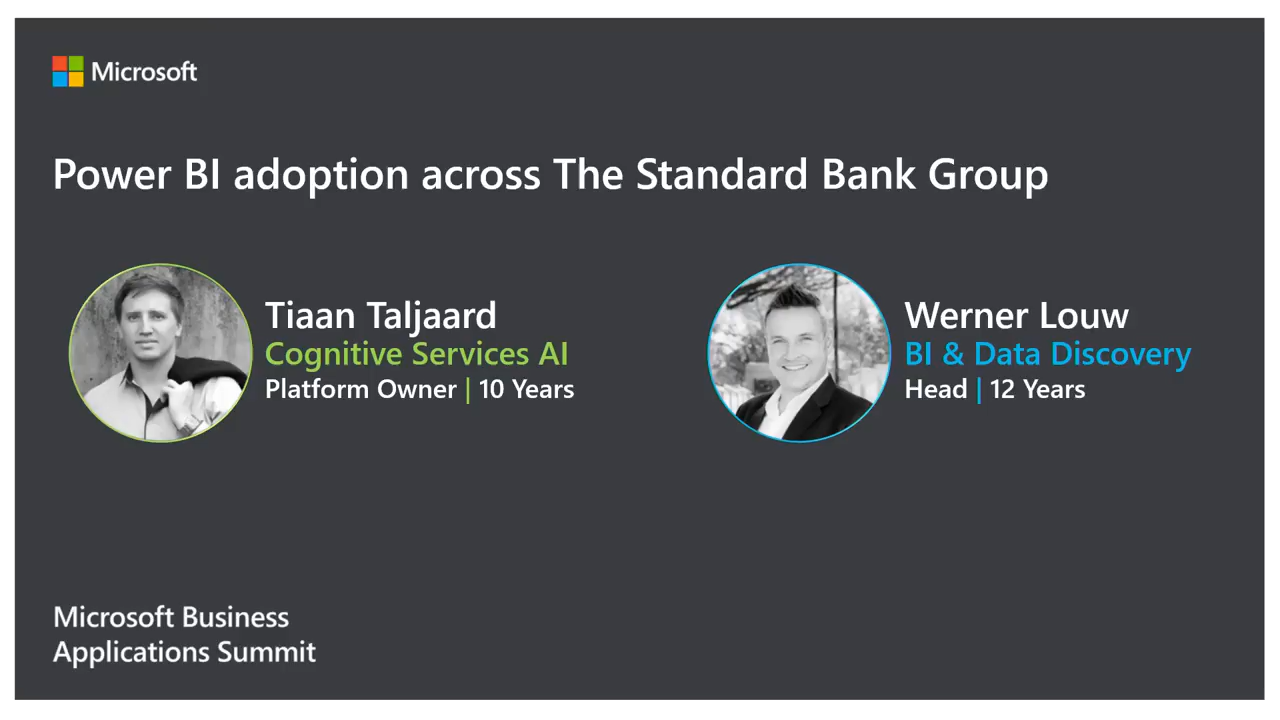 Microsoft
Power BI adoption across The Standard Bank Group
Tiaan Taljaard
Cognitive Services AI
Platform Owner | 10 Years
Werner Louw
BI & Data Discovery
Head | 12 Years
Microsoft Business
Applications Summit